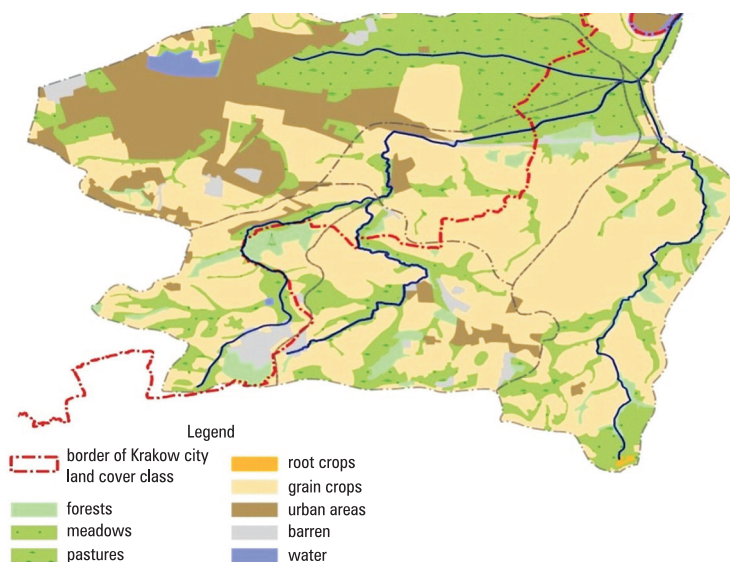 Legend
border of Krakow city
land cover class
forests
meadows
pastures
root crops
grain crops
urban areas
barren
water